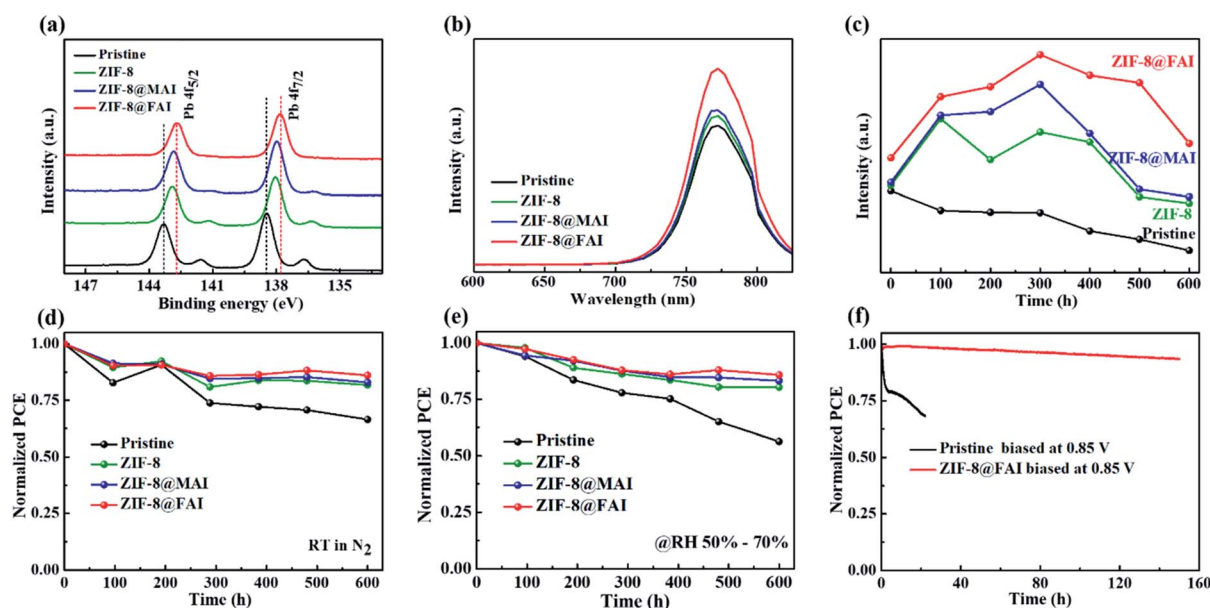 (a)
Pristine
ZIF-8
ZIF-8@MAI
ZIF-8@FAI
Pb 4f5/2
Pb 4f7/2
Intensity (a.u.)
147 144 141 138 135
Binding energy (eV)
(b)
Pristine
ZIF-8
ZIF-8@MAI
ZIF-8@FAI
Intensity (a.u.)
600 650 700 750 800
Wavelength (nm)
(c)
ZIF-8@FAI
ZIF-8@MAI
ZIF-8
Pristine
Intensity (a.u.)
0 100 200 300 400 500 600
Time (h)
(d)
1.00
0.75
0.50
0.25
0.00
Normalized PCE
Pristine
ZIF-8
ZIF-8@MAI
ZIF-8@FAI
RT in N2
0 100 200 300 400 500 600
Time (h)
(e)
1.00
0.75
0.50
0.25
0.00
Normalized PCE
Pristine
ZIF-8
ZIF-8@MAI
ZIF-8@FAI
@RH 50% - 70%
0 100 200 300 400 500 600
Time (h)
(f)
1.00
0.75
0.50
0.25
0.00
Normalized PCE
Pristine biased at 0.85 V
ZIF-8@FAI biased at 0.85 V
0 40 80 120 160
Time (h)